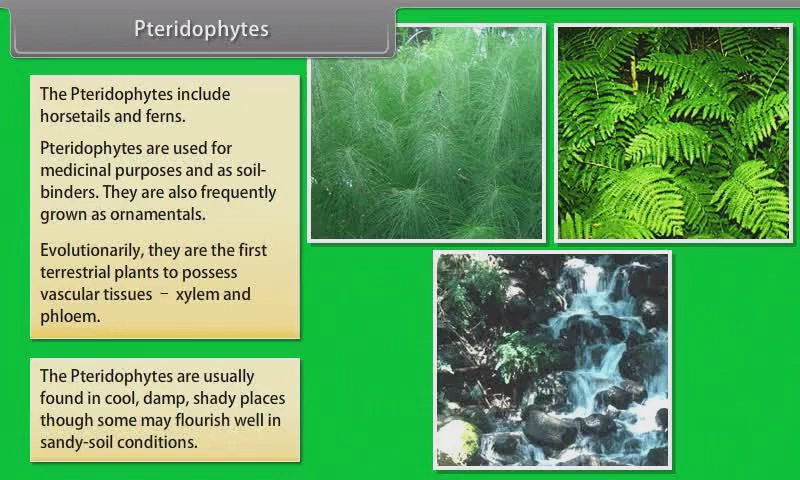 Pteridophytes
The Pteridophytes include
horsetails and ferns.
Pteridophytes are used for
medicinal purposes and as soil-
binders. They are also frequently
grown as ornamentals.
Evolutionarily, they are the first
terrestrial plants to possess
vascular tissues – xylem and
phloem.
The Pteridophytes are usually
found in cool, damp, shady places
though some may flourish well in
sandy-soil conditions.